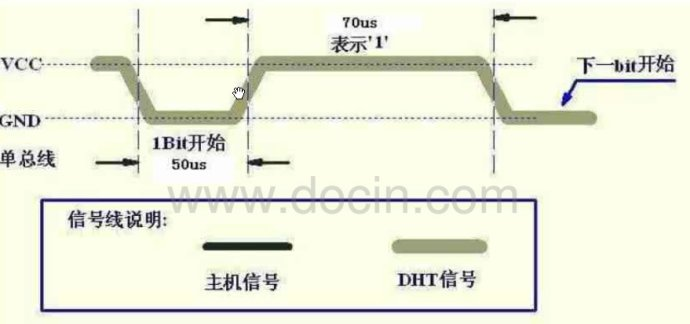 70us
表示'1'
VCC
下一bit开始
GND
1Bit开始
单总线
50us
www.docin.com
信号线说明:
主机信号
DHT信号